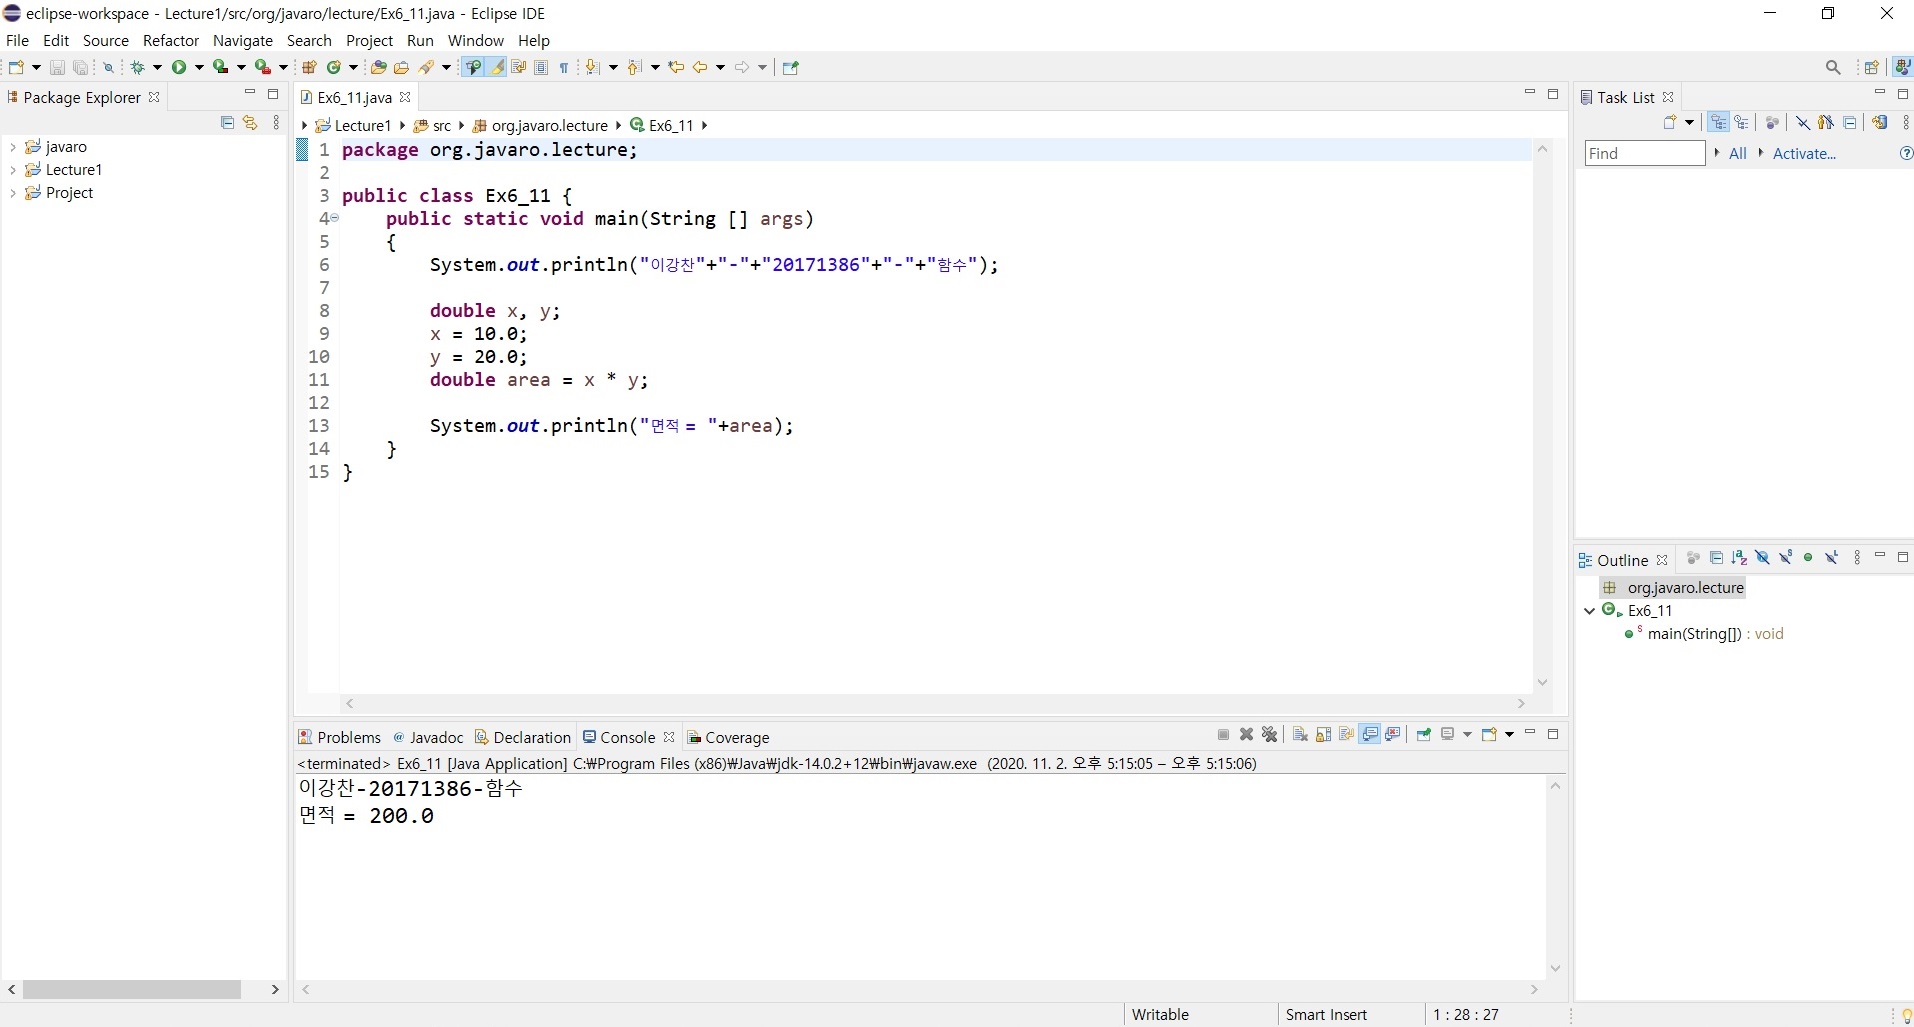 eclipse-workspace - Lecture1/src/org/javaro/lecture/Ex6_11.java - Eclipse IDE
File Edit Source Refactor Navigate Search Project Run Window Help
Package Explorer
javaro
Lecture1
Project
Ex6_11.java
Lecture1 src org.javaro.lecture Ex6_11
1 package org.javaro.lecture;
2
3 public class Ex6_11 {
4 public static void main(String [] args)
5 {
6 System.out.println("이강찬"+"-"+"20171386"+"-"+"함수");
7
8 double x, y;
9 x = 10.0;
10 y = 20.0;
11 double area = x * y;
12
13 System.out.println("면적 = "+area);
14 }
15 }
Task List
Find All Activate...
Outline
org.javaro.lecture
Ex6_11
main(String[]) : void
Problems Javadoc Declaration Console Coverage
<terminated> Ex6_11 [Java Application] C:₩Program Files (x86)₩Java₩jdk-14.0.2+12₩bin₩javaw.exe (2020. 11. 2. 오후 5:15:05 – 오후 5:15:06)
이강찬-20171386-함수
면적 = 200.0
Writable Smart Insert 1 : 28 : 27